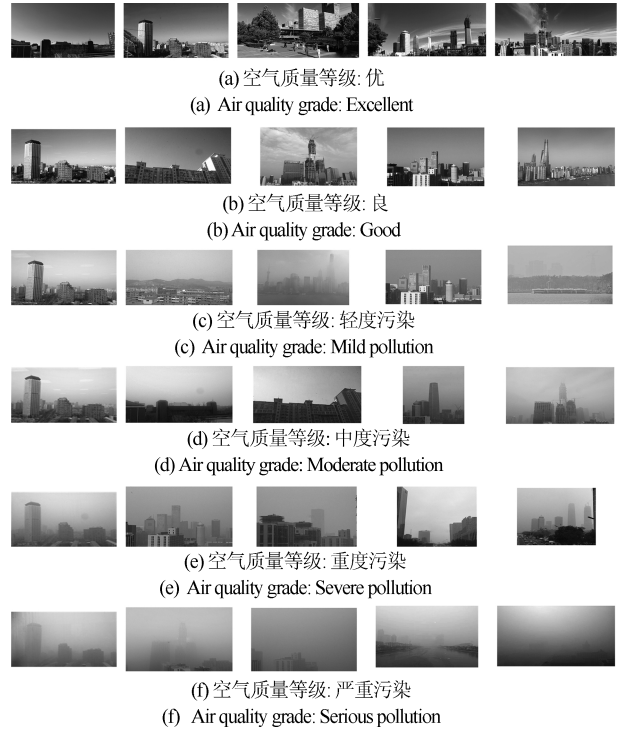 (a) 空气质量等级: 优
(a) Air quality grade: Excellent
(b) 空气质量等级: 良
(b) Air quality grade: Good
(c) 空气质量等级: 轻度污染
(c) Air quality grade: Mild pollution
(d) 空气质量等级: 中度污染
(d) Air quality grade: Moderate pollution
(e) 空气质量等级: 重度污染
(e) Air quality grade: Severe pollution
(f) 空气质量等级: 严重污染
(f) Air quality grade: Serious pollution